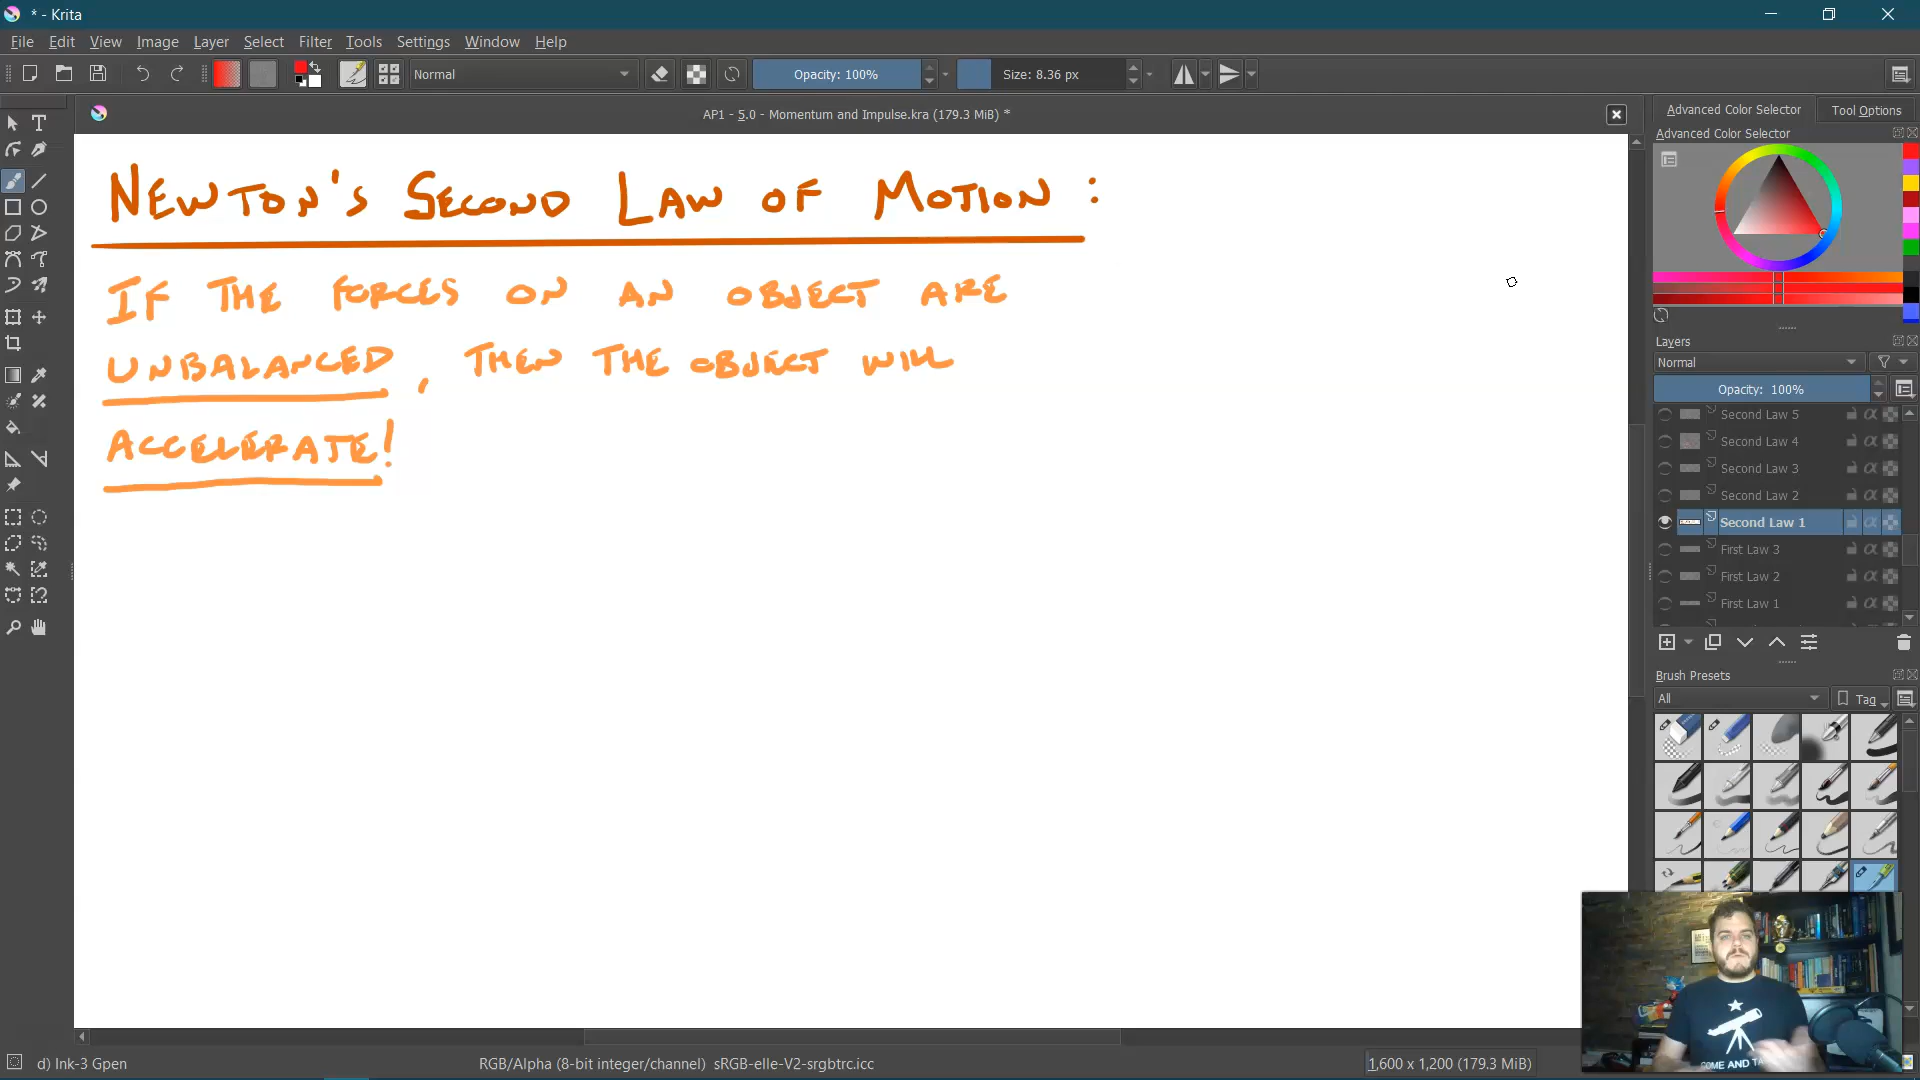 * - Krita
File Edit View Image Layer Select Filter Tools Settings Window Help
Normal Opacity: 100% Size: 8.36 px
AP1 - 5.0 - Momentum and Impulse.kra (179.3 MiB) *
NEWTON'S SECOND LAW OF MOTION :
IF THE FORCES ON AN OBJECT ARE
UNBALANCED, THEN THE OBJECT WILL
ACCELERATE!
Advanced Color Selector Tool Options
Advanced Color Selector
Layers
Normal
Opacity: 100%
Second Law 5
Second Law 4
Second Law 3
Second Law 2
Second Law 1
First Law 3
First Law 2
First Law 1
Brush Presets
All Tag
d) Ink-3 Gpen
RGB/Alpha (8-bit integer/channel) sRGB-elle-V2-srgbtrc.icc
1,600 x 1,200 (179.3 MiB)
COME AND